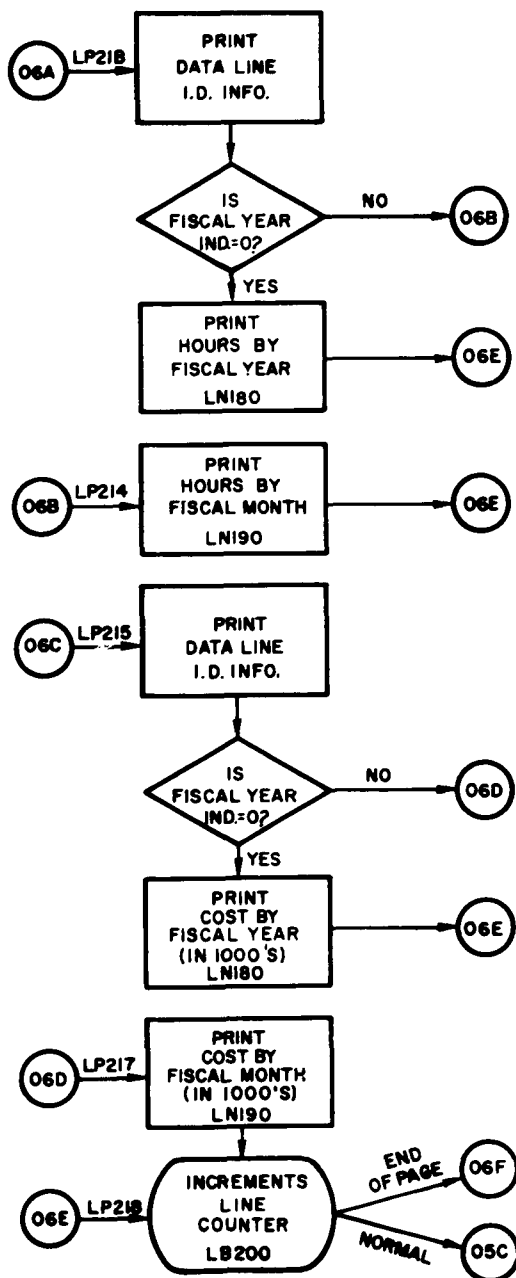 PRINT
DATA LINE
I.D. INFO.
06A
LP21B
IS
FISCAL YEAR
IND.=0?
NO
06B
YES
PRINT
HOURS BY
FISCAL YEAR
LN180
06E
06B
LP214
PRINT
HOURS BY
FISCAL MONTH
LN190
06E
06C
LP215
PRINT
DATA LINE
I.D. INFO.
IS
FISCAL YEAR
IND.=0?
NO
06D
YES
PRINT
COST BY
FISCAL YEAR
(IN 1000'S)
LN180
06E
06D
LP217
PRINT
COST BY
FISCAL MONTH
(IN 1000'S)
LN190
06E
LP218
INCREMENTS
LINE
COUNTER
LB200
END
OF PAGE
06F
NORMAL
05C